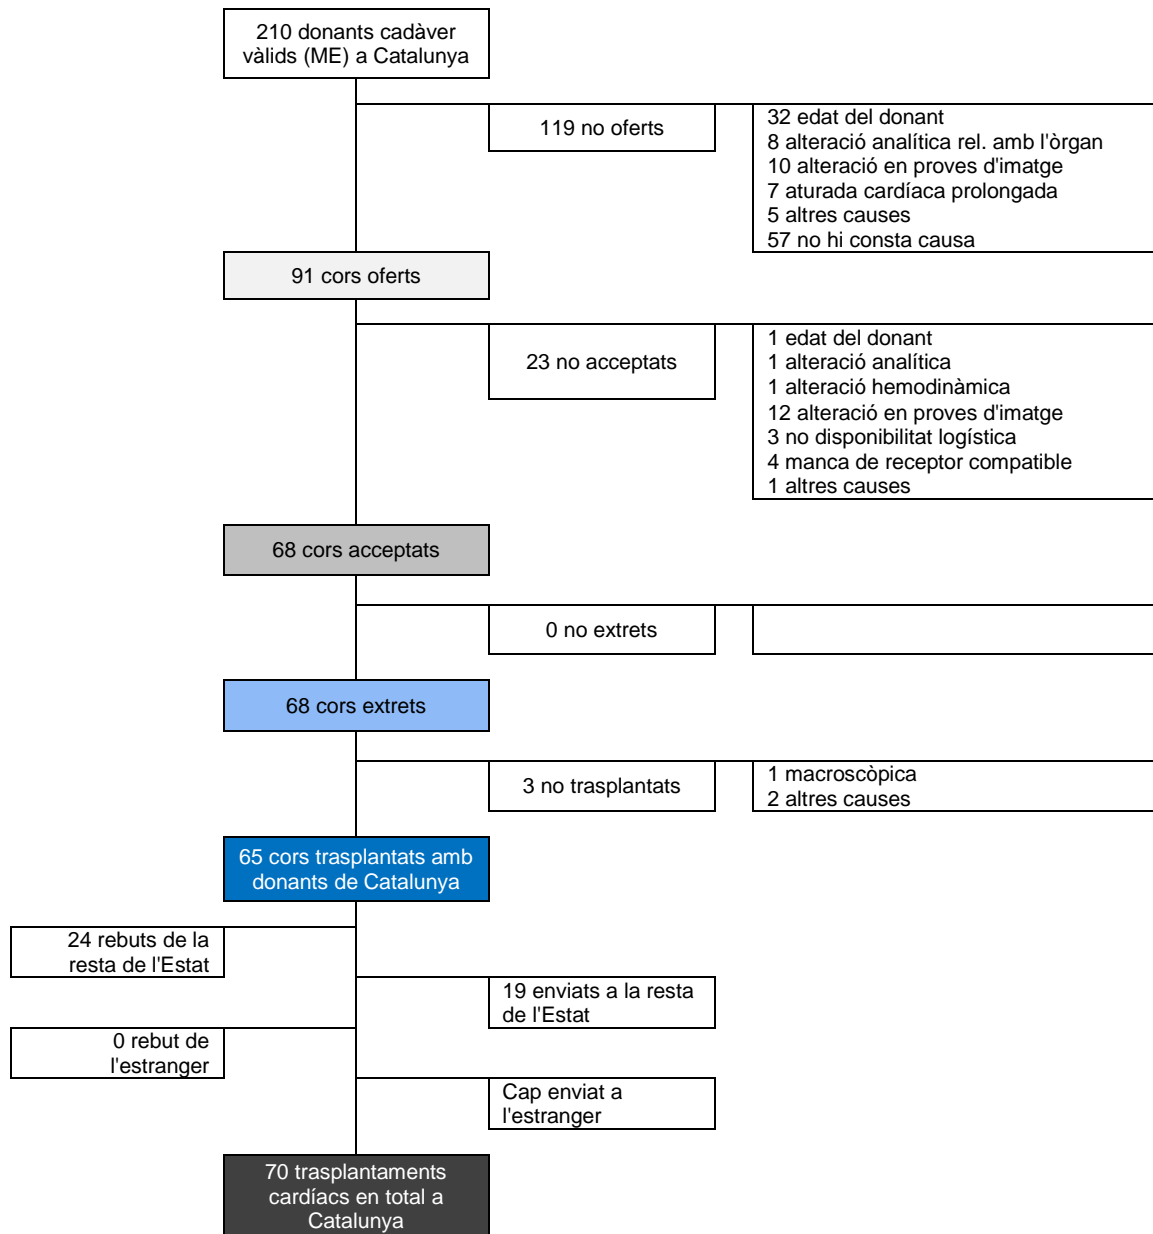 210 donants cadàver
vàlids (ME) a Catalunya
119 no oferts
32 edat del donant
8 alteració analítica rel. amb l'òrgan
10 alteració en proves d'imatge
7 aturada cardíaca prolongada
5 altres causes
57 no hi consta causa
91 cors oferts
23 no acceptats
1 edat del donant
1 alteració analítica
1 alteració hemodinàmica
12 alteració en proves d'imatge
3 no disponibilitat logística
4 manca de receptor compatible
1 altres causes
68 cors acceptats
0 no extrets
68 cors extrets
3 no trasplantats
1 macroscòpica
2 altres causes
65 cors trasplantats amb
donants de Catalunya
24 rebuts de la
resta de l'Estat
19 enviats a la resta
de l'Estat
0 rebut de
l'estranger
Cap enviat a
l'estranger
70 trasplantaments
cardíacs en total a
Catalunya